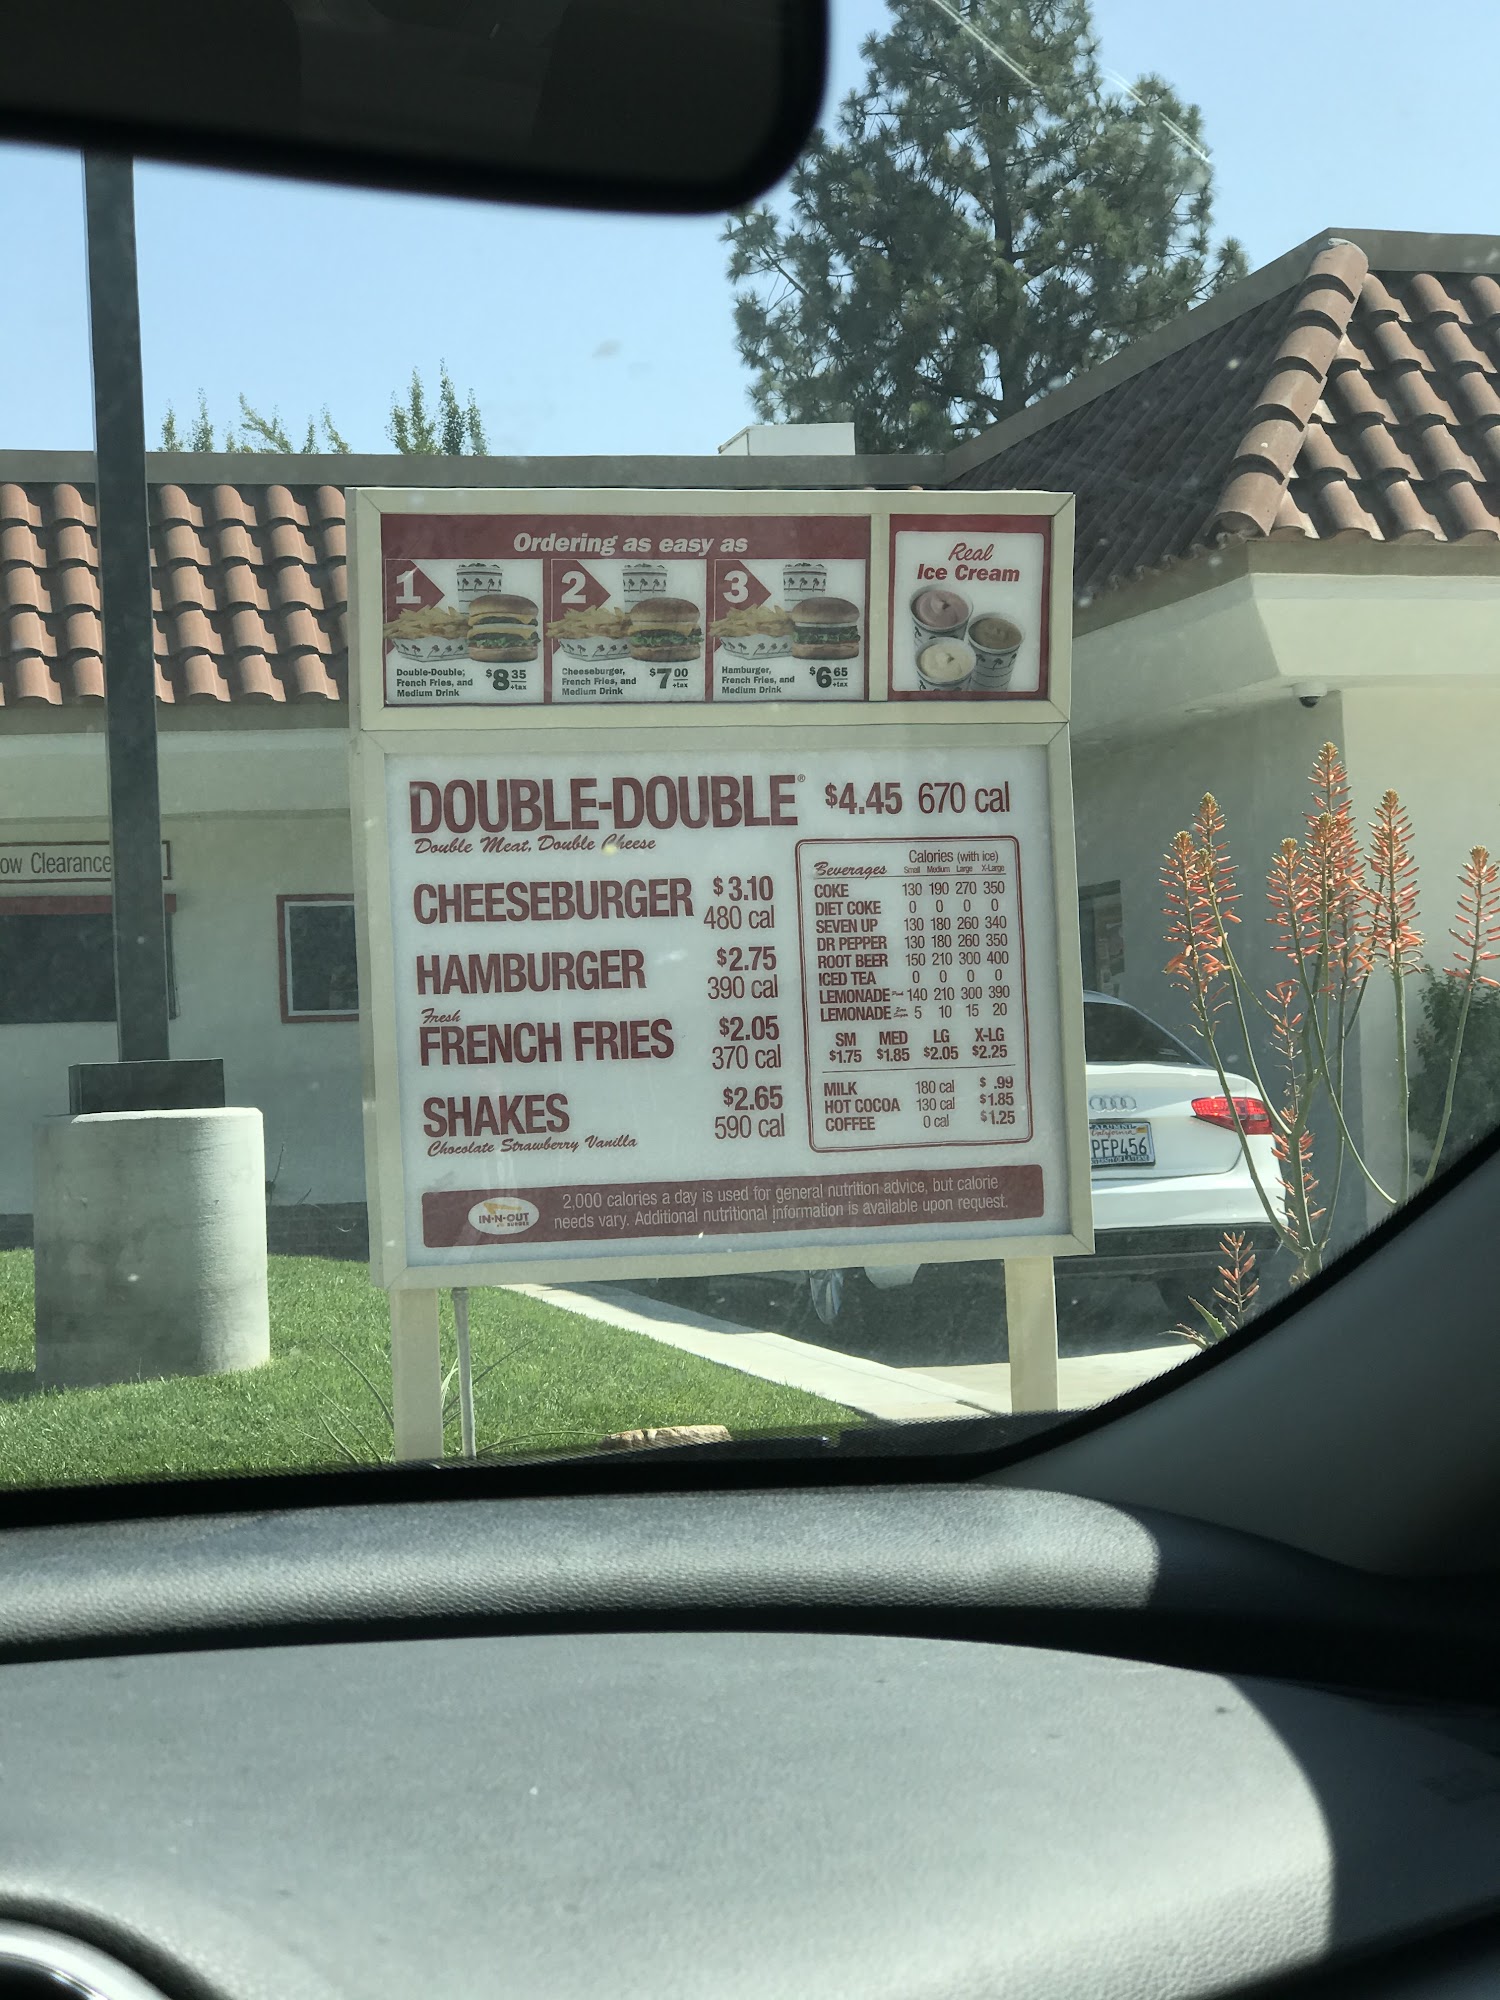 Ordering as easy as
1
Double-Double,
French Fries, and
Medium Drink
$8 35
+tax
2
Cheeseburger,
French Fries, and
Medium Drink
$7 00
+tax
3
Hamburger,
French Fries, and
Medium Drink
$6 65
+tax
Real
Ice Cream
DOUBLE-DOUBLE® $4.45 670 cal
Double Meat, Double Cheese
CHEESEBURGER $3.10
480 cal
HAMBURGER $2.75
390 cal
Fresh
FRENCH FRIES $2.05
370 cal
SHAKES $2.65
590 cal
Chocolate Strawberry Vanilla
Beverages Calories (with ice)
Small Medium Large X-Large
COKE 130 190 270 350
DIET COKE 0 0 0 0
SEVEN UP 130 180 260 340
DR PEPPER 130 180 260 350
ROOT BEER 150 210 300 400
ICED TEA 0 0 0 0
LEMONADE 140 210 300 390
LEMONADE 5 10 15 20
SM MED LG X-LG
$1.75 $1.85 $2.05 $2.25
MILK 180 cal $ .99
HOT COCOA 130 cal $1.85
COFFEE 0 cal $1.25
IN-N-OUT
BURGER
2,000 calories a day is used for general nutrition advice, but calorie
needs vary. Additional nutritional information is available upon request.
ow Clearance
California
PFP456